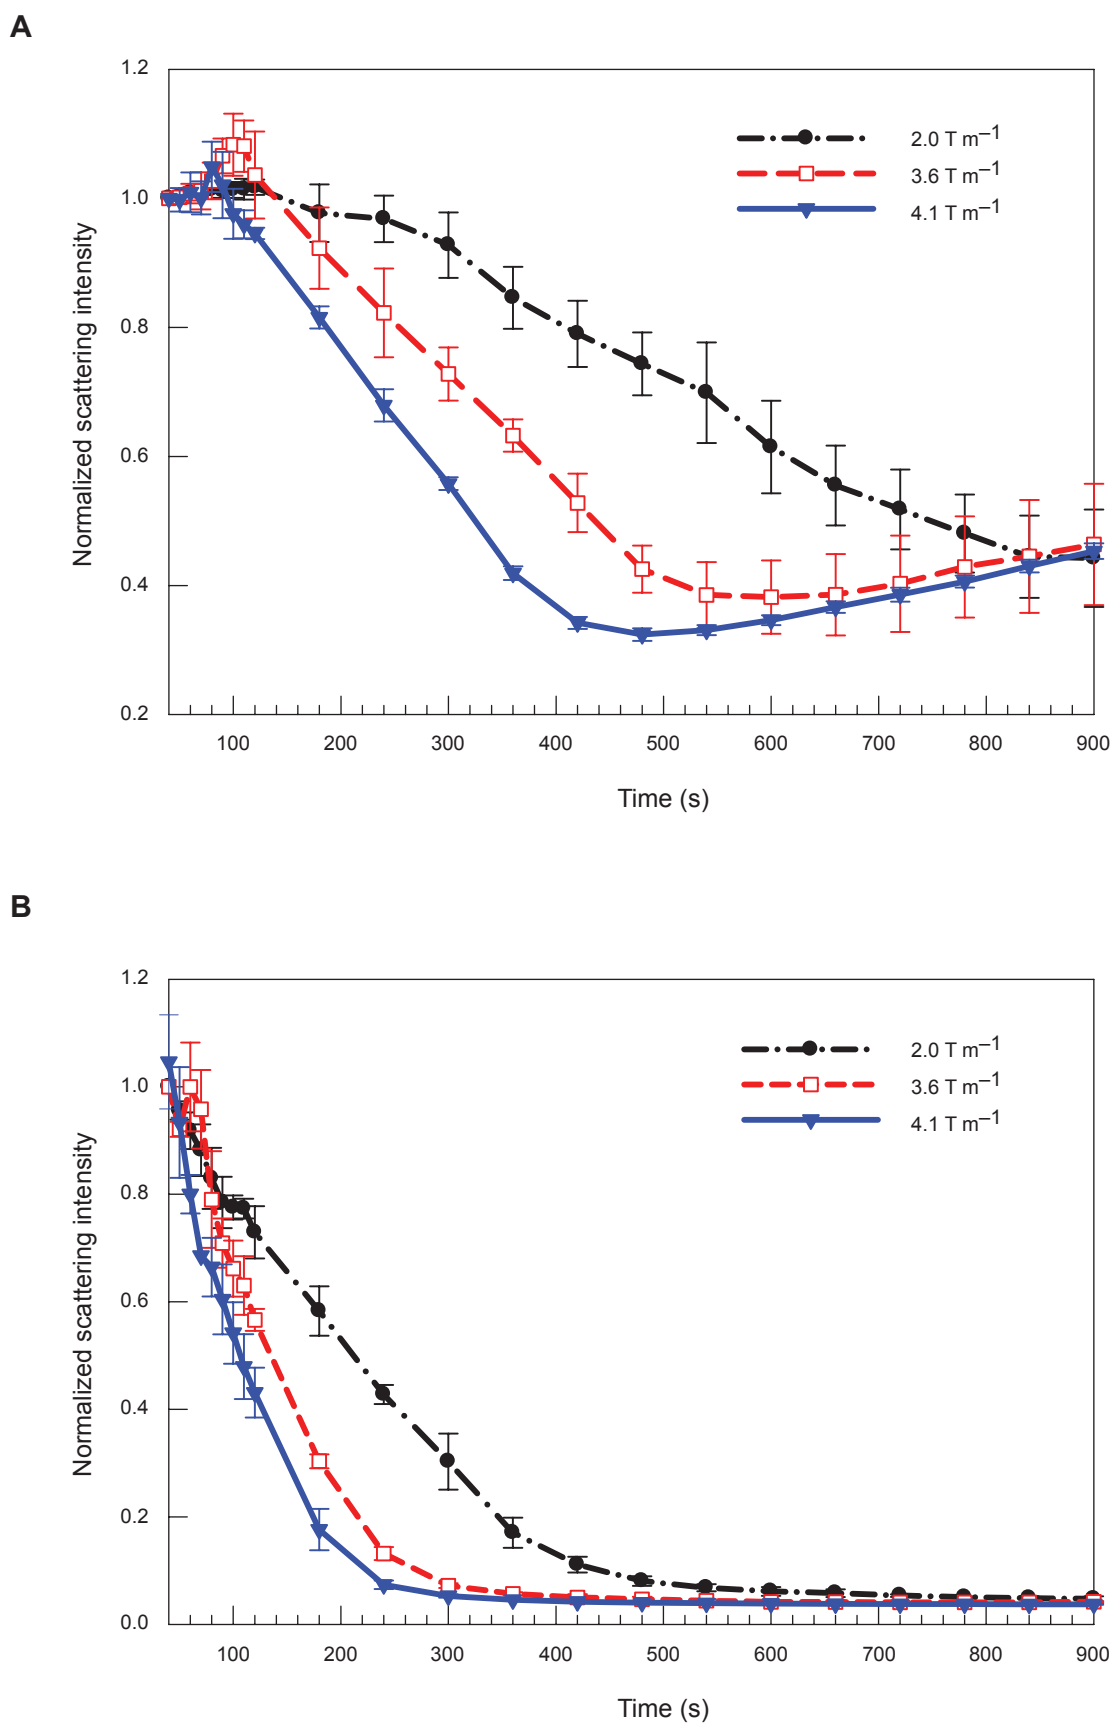 A
1.2
1.0
0.8
0.6
0.4
0.2
Normalized scattering intensity
2.0 T m⁻¹
3.6 T m⁻¹
4.1 T m⁻¹
100 200 300 400 500 600 700 800 900
Time (s)
B
1.2
1.0
0.8
0.6
0.4
0.2
0.0
Normalized scattering intensity
2.0 T m⁻¹
3.6 T m⁻¹
4.1 T m⁻¹
100 200 300 400 500 600 700 800 900
Time (s)